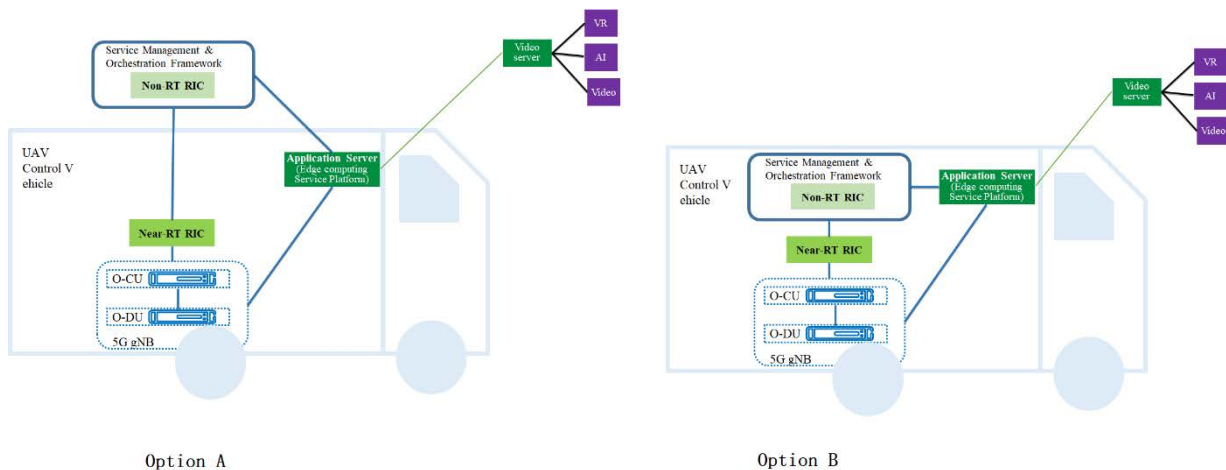 Service Management &
Orchestration Framework
Non-RT RIC
Video
server
VR
AI
Video
UAV
Control V
ehicle
Application Server
(Edge computing
Service Platform)
Near-RT RIC
O-CU
O-DU
5G gNB
Option A
VR
Video
server
AI
Video
UAV
Control V
ehicle
Service Management &
Orchestration Framework
Non-RT RIC
Application Server
(Edge computing
Service Platform)
Near-RT RIC
O-CU
O-DU
5G gNB
Option B